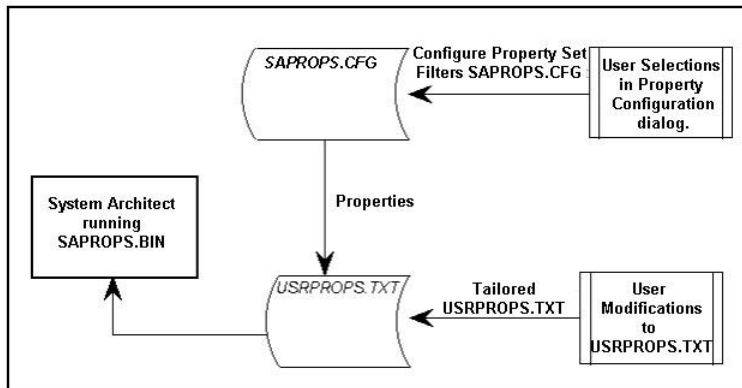 SAPROPS.CFG
Configure Property Set
Filters SAPROPS.CFG
User Selections
in Property
Configuration
dialog.
System Architect
running
SAPROPS.BIN
Properties
USRPROPS.TXT
Tailored
USRPROPS.TXT
User
Modifications
to
USRPROPS.TXT